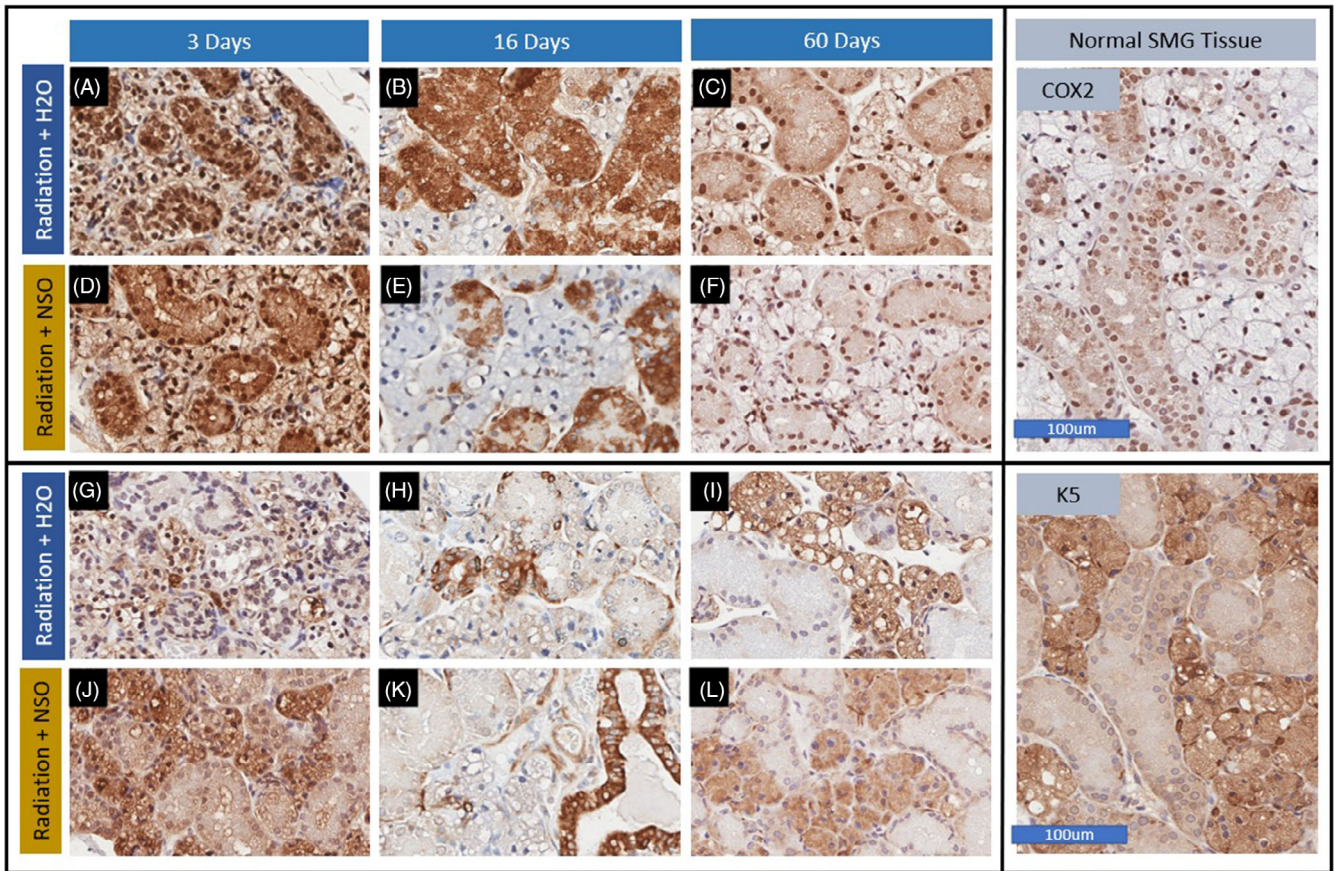 3 Days
16 Days
60 Days
Normal SMG Tissue
Radiation + H2O
(A)
(B)
(C)
COX2
Radiation + NSO
(D)
(E)
(F)
100um
Radiation + H2O
(G)
(H)
(I)
K5
Radiation + NSO
(J)
(K)
(L)
100um